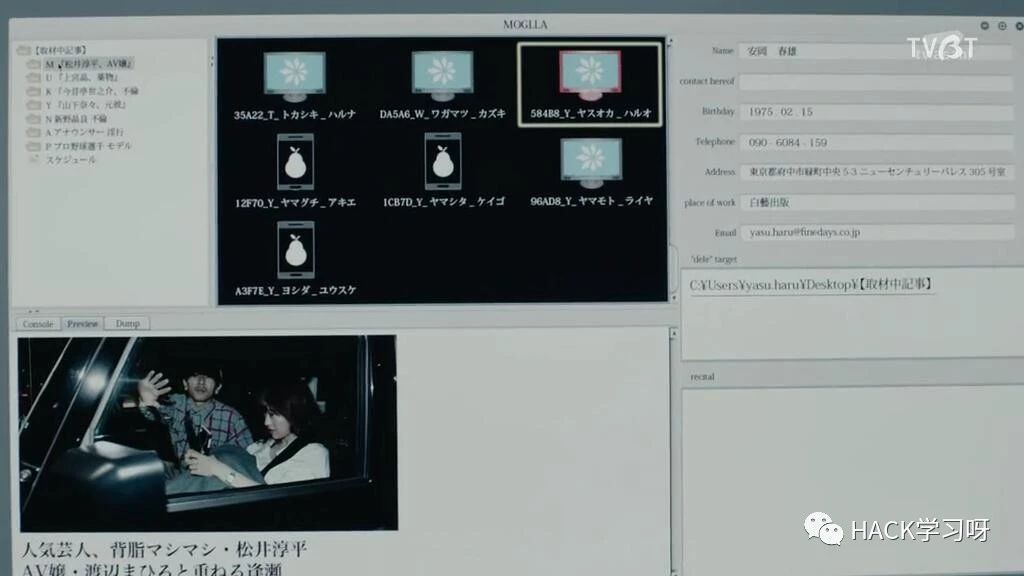 MOGLLA
TVBT
【取材中記事】
M『松井淳平、AV嬢』
U『上宮晶、薬物』
K『今井亭世之介、不倫
Y『山下奈々、元彼』
N 新野晶良 不倫
A アナウンサー 淫行
P プロ野球選手 モデル
スケジュール
35A22_T_トカシキ_ハルナ
DA5A6_W_ワガマツ_カズキ
584B8_Y_ヤスオカ_ハルオ
12F70_Y_ヤマグチ_アキエ
1CB7D_Y_ヤマシタ_ケイゴ
96AD8_Y_ヤマモト_ライヤ
A3F7E_Y_ヨシダ_ユウスケ
Name 安岡 春雄
contact hereof
Birthday 1975 . 02 . 15
Telephone 090 - 6084 - 159
Address 東京都府中市緑町中央 5-3 ニューセンチュリーパレス 305 号室
place of work 白藝出版
Email yasu.haru@finedays.co.jp
"dele" target
C:¥Users¥yasu.haru¥Desktop¥【取材中記事】
recital
Console Preview Dump
人気芸人、背脂マシマシ・松井淳平
AV嬢・渡辺まひろと重ねる逢瀬
HACK学习呀